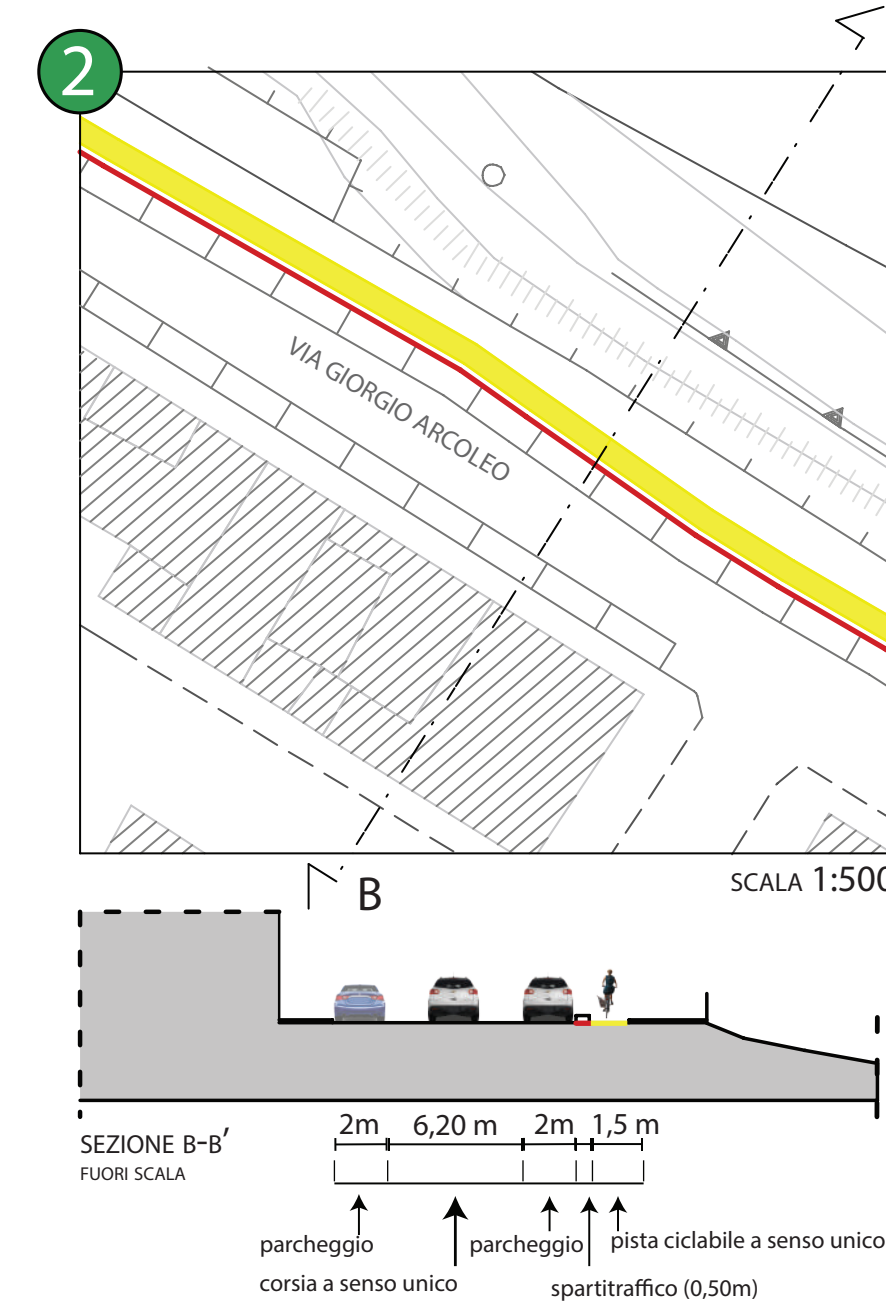 2
VIA GIORGIO ARCOLEO
B
SCALA 1:500
SEZIONE B-B'
FUORI SCALA
2m 6,20 m 2m 1,5 m
parcheggio parcheggio pista ciclabile a senso unico
corsia a senso unico spartitraffico (0,50m)